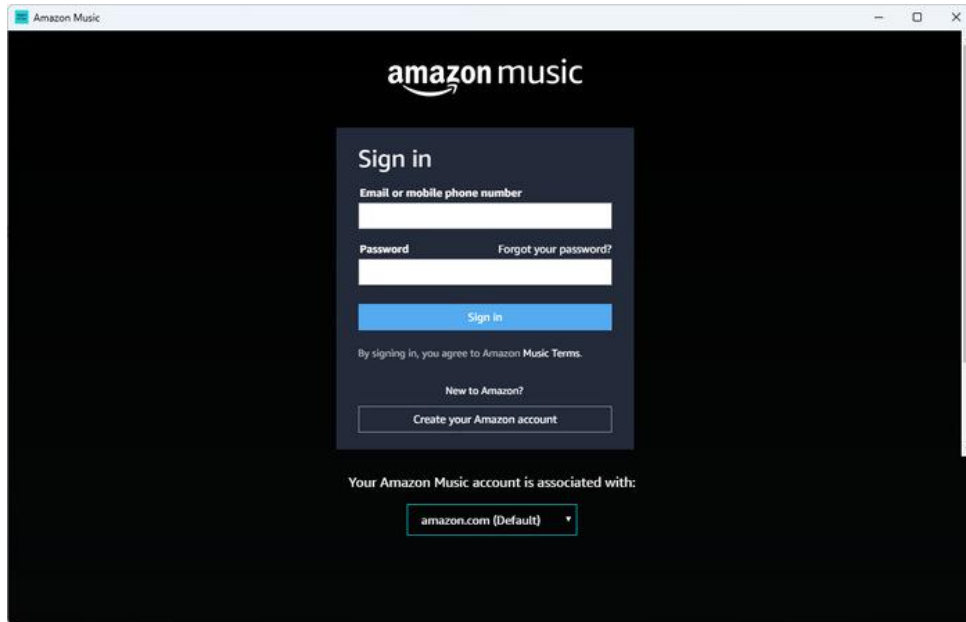 Amazon Music
amazon music
Sign in
Email or mobile phone number
Password Forgot your password?
Sign in
By signing in, you agree to Amazon Music Terms.
New to Amazon?
Create your Amazon account
Your Amazon Music account is associated with:
amazon.com (Default)